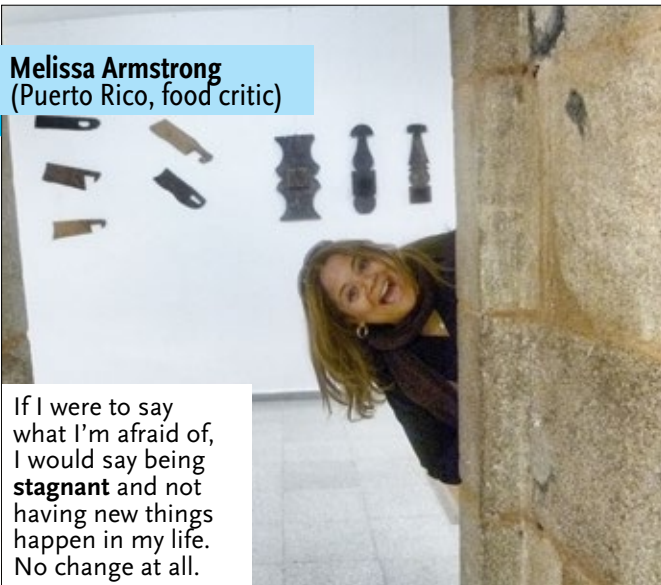 Melissa Armstrong
(Puerto Rico, food critic)
If I were to say
what I’m afraid of,
I would say being
stagnant and not
having new things
happen in my life.
No change at all.